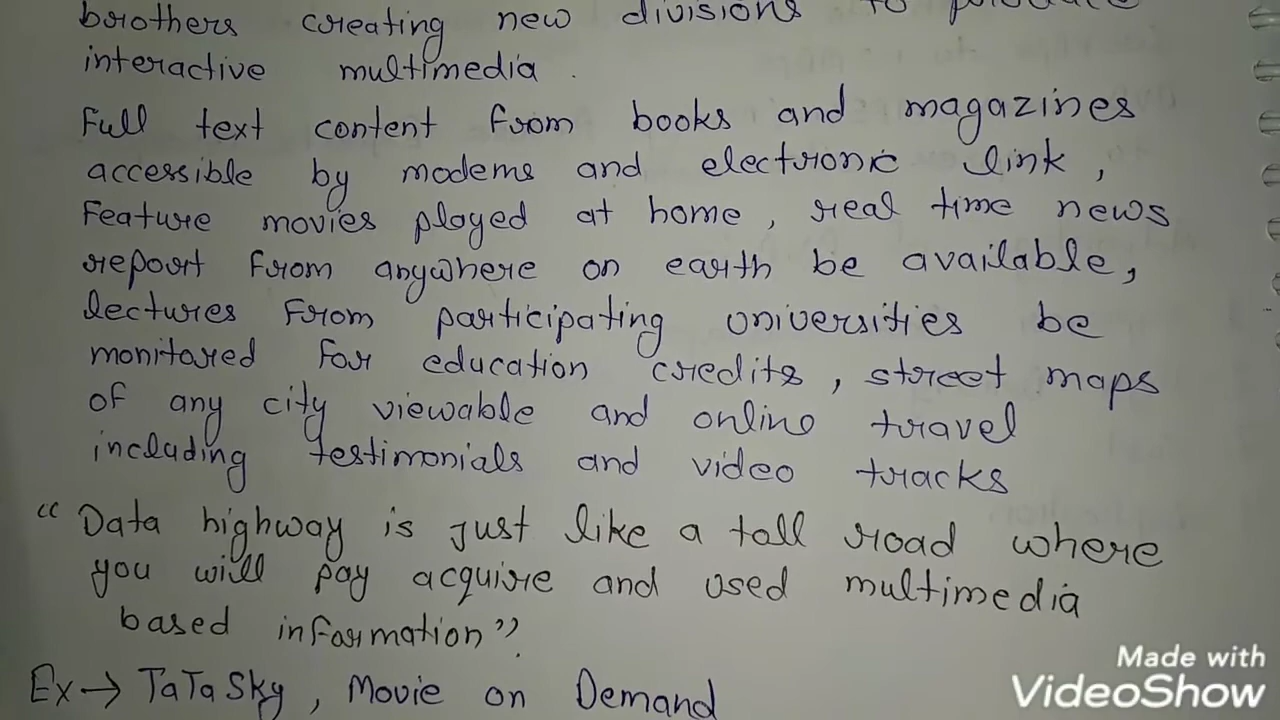 brothers creating new divisions to produce
interactive multimedia.
Full text content from books and magazines
accessible by modems and electronic link,
Feature movies played at home, real time news
report from anywhere on earth be available,
lectures From participating universities be
monitored for education credits, street maps
of any city viewable and online travel
including testimonials and video tracks
"Data highway is just like a toll road where
you will pay acquire and used multimedia
based information".
Ex → TaTa Sky, Movie on Demand
Made with
VideoShow